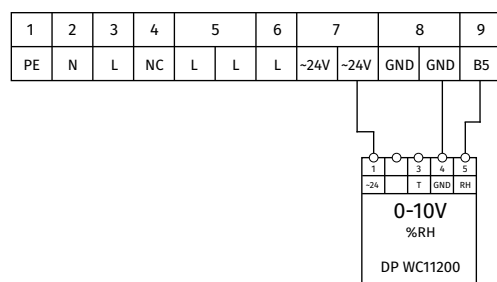 1 2 3 4 5 6 7 8 9
PE N L NC L L L ~24V ~24V GND GND B5
1 3 4 5
~24 T GND RH
0-10V
%RH
DP WC11200